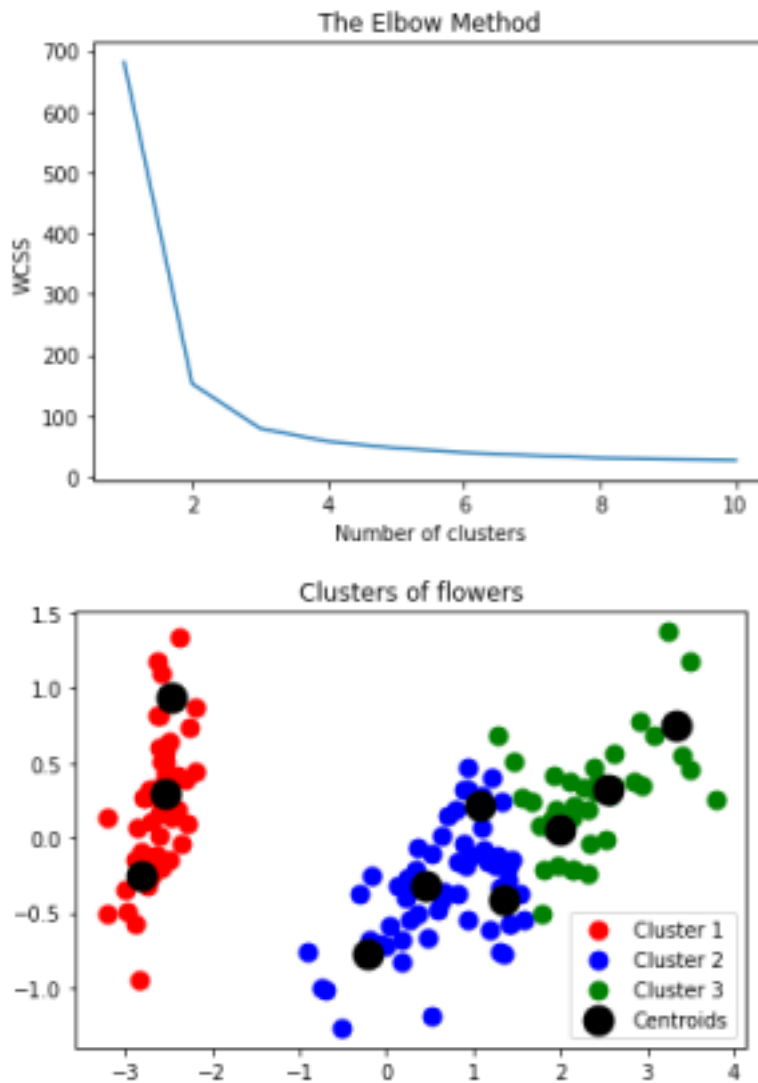 The Elbow Method
700
600
500
400
300
200
100
0
WCSS
2 4 6 8 10
Number of clusters
Clusters of flowers
1.5
1.0
0.5
0.0
−0.5
−1.0
Cluster 1
Cluster 2
Cluster 3
Centroids
−3 −2 −1 0 1 2 3 4